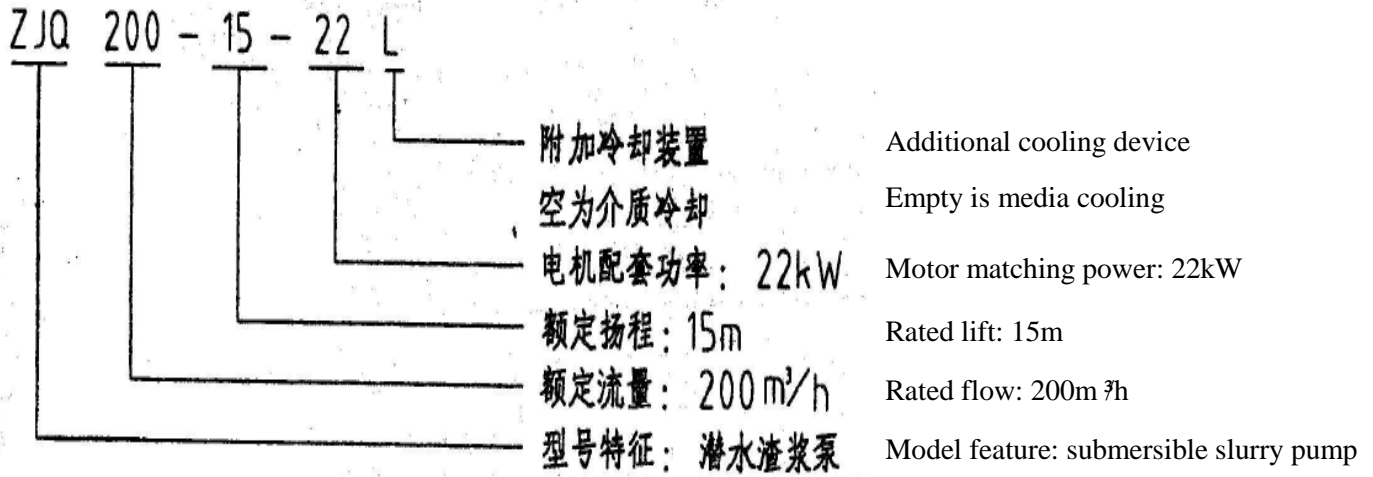 ZJQ 200 - 15 - 22 L
附加冷却装置 Additional cooling device
空为介质冷却 Empty is media cooling
电机配套功率: 22kW Motor matching power: 22kW
额定扬程: 15m Rated lift: 15m
额定流量: 200m³/h Rated flow: 200m³/h
型号特征: 潜水渣浆泵 Model feature: submersible slurry pump